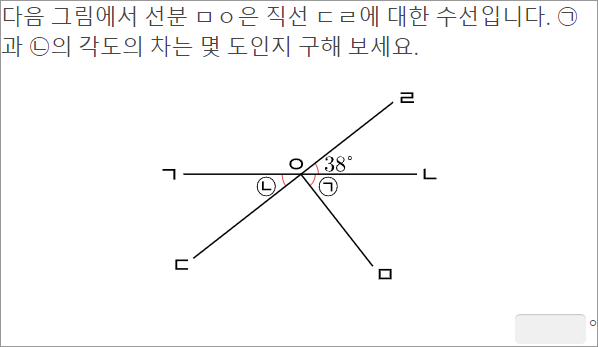 다음 그림에서 선분 ㅁㅇ은 직선 ㄷㄹ에 대한 수선입니다. ㉠
과 ㉡의 각도의 차는 몇 도인지 구해 보세요.
ㄹ
ㅇ 38°
ㄱ ㄴ
㉡ ㉠
ㄷ ㅁ
°